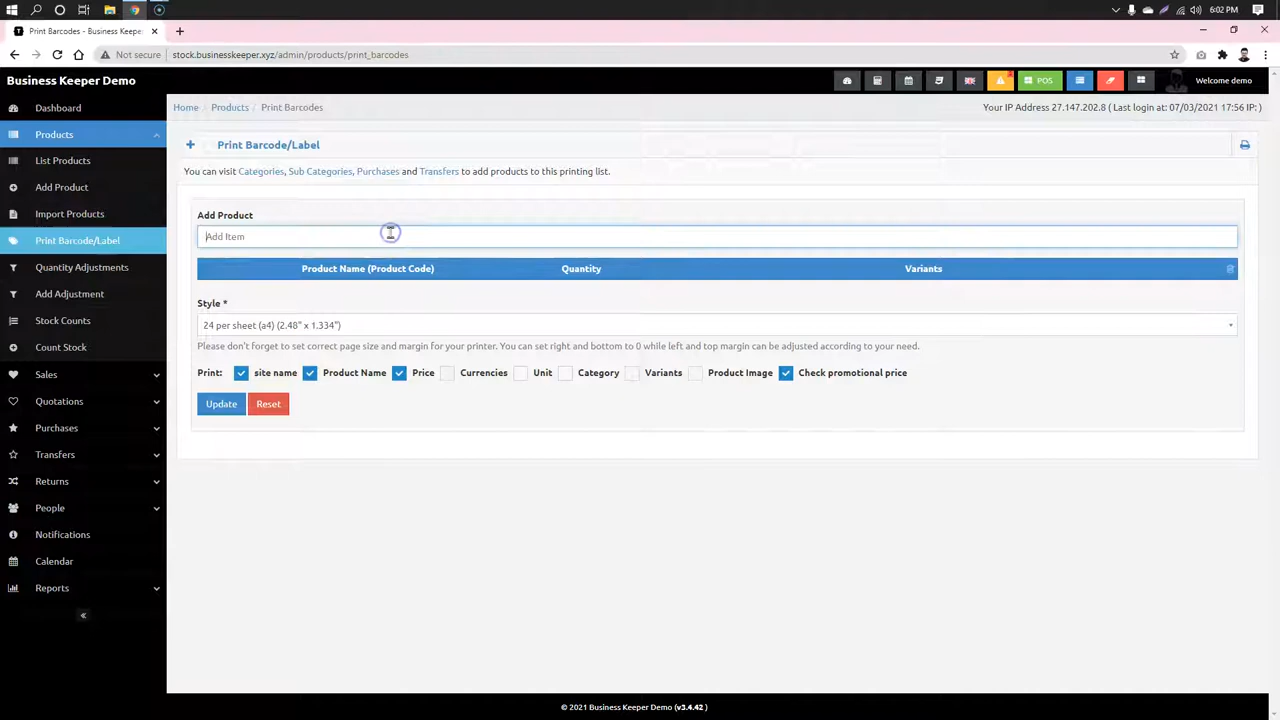 6:02 PM
Print Barcodes - Business Keepe
Not secure
stock.businesskeeper.xyz/admin/products/print_barcodes
Business Keeper Demo
POS
Welcome demo
Dashboard
Products
List Products
Add Product
Import Products
Print Barcode/Label
Quantity Adjustments
Add Adjustment
Stock Counts
Count Stock
Sales
Quotations
Purchases
Transfers
Returns
People
Notifications
Calendar
Reports
Home / Products / Print Barcodes
Your IP Address 27.147.202.8 ( Last login at: 07/03/2021 17:56 IP: )
Print Barcode/Label
You can visit Categories, Sub Categories, Purchases and Transfers to add products to this printing list.
Add Product
Add Item
Product Name (Product Code) Quantity Variants
Style *
24 per sheet (a4) (2.48" x 1.334")
Please don't forget to set correct page size and margin for your printer. You can set right and bottom to 0 while left and top margin can be adjusted according to your need.
Print: site name Product Name Price Currencies Unit Category Variants Product Image Check promotional price
Update Reset
© 2021 Business Keeper Demo (v3.4.42 )